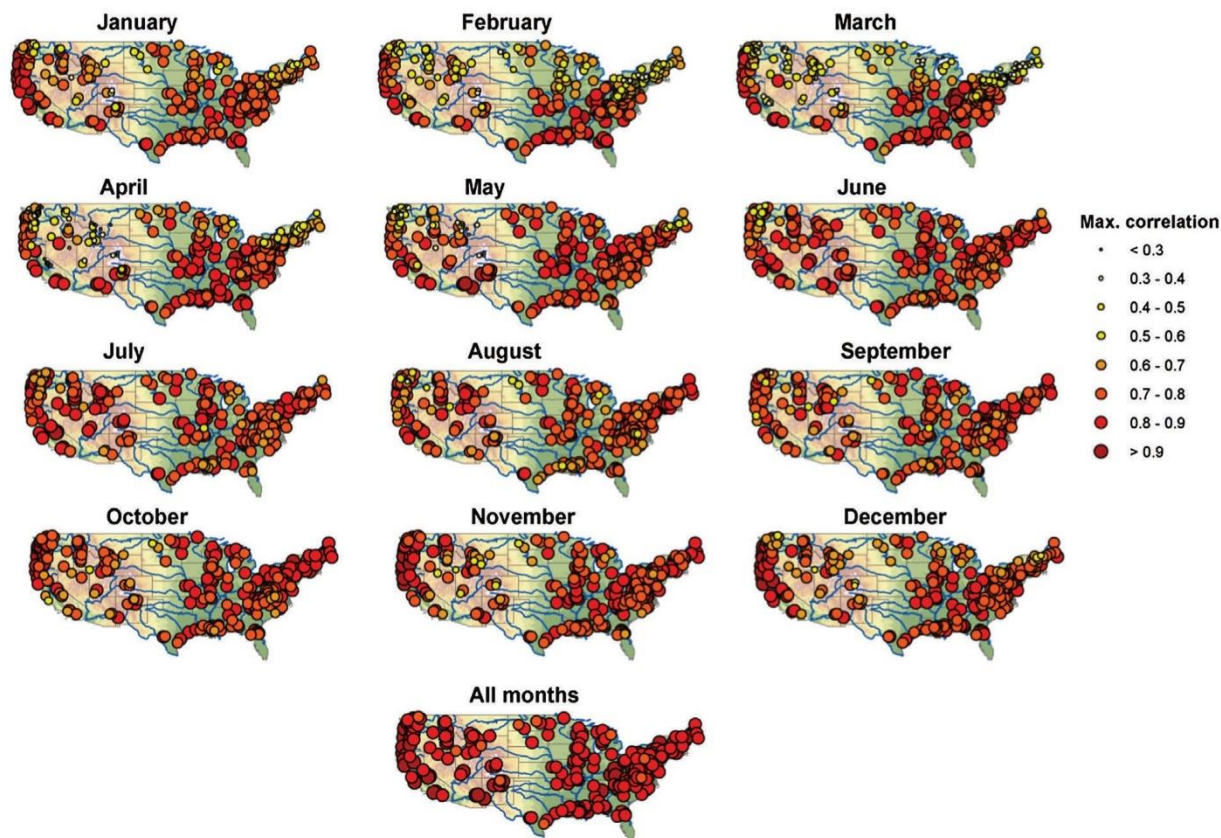 January
February
March
April
May
June
Max. correlation
< 0.3
0.3 - 0.4
0.4 - 0.5
0.5 - 0.6
0.6 - 0.7
0.7 - 0.8
0.8 - 0.9
> 0.9
July
August
September
October
November
December
All months